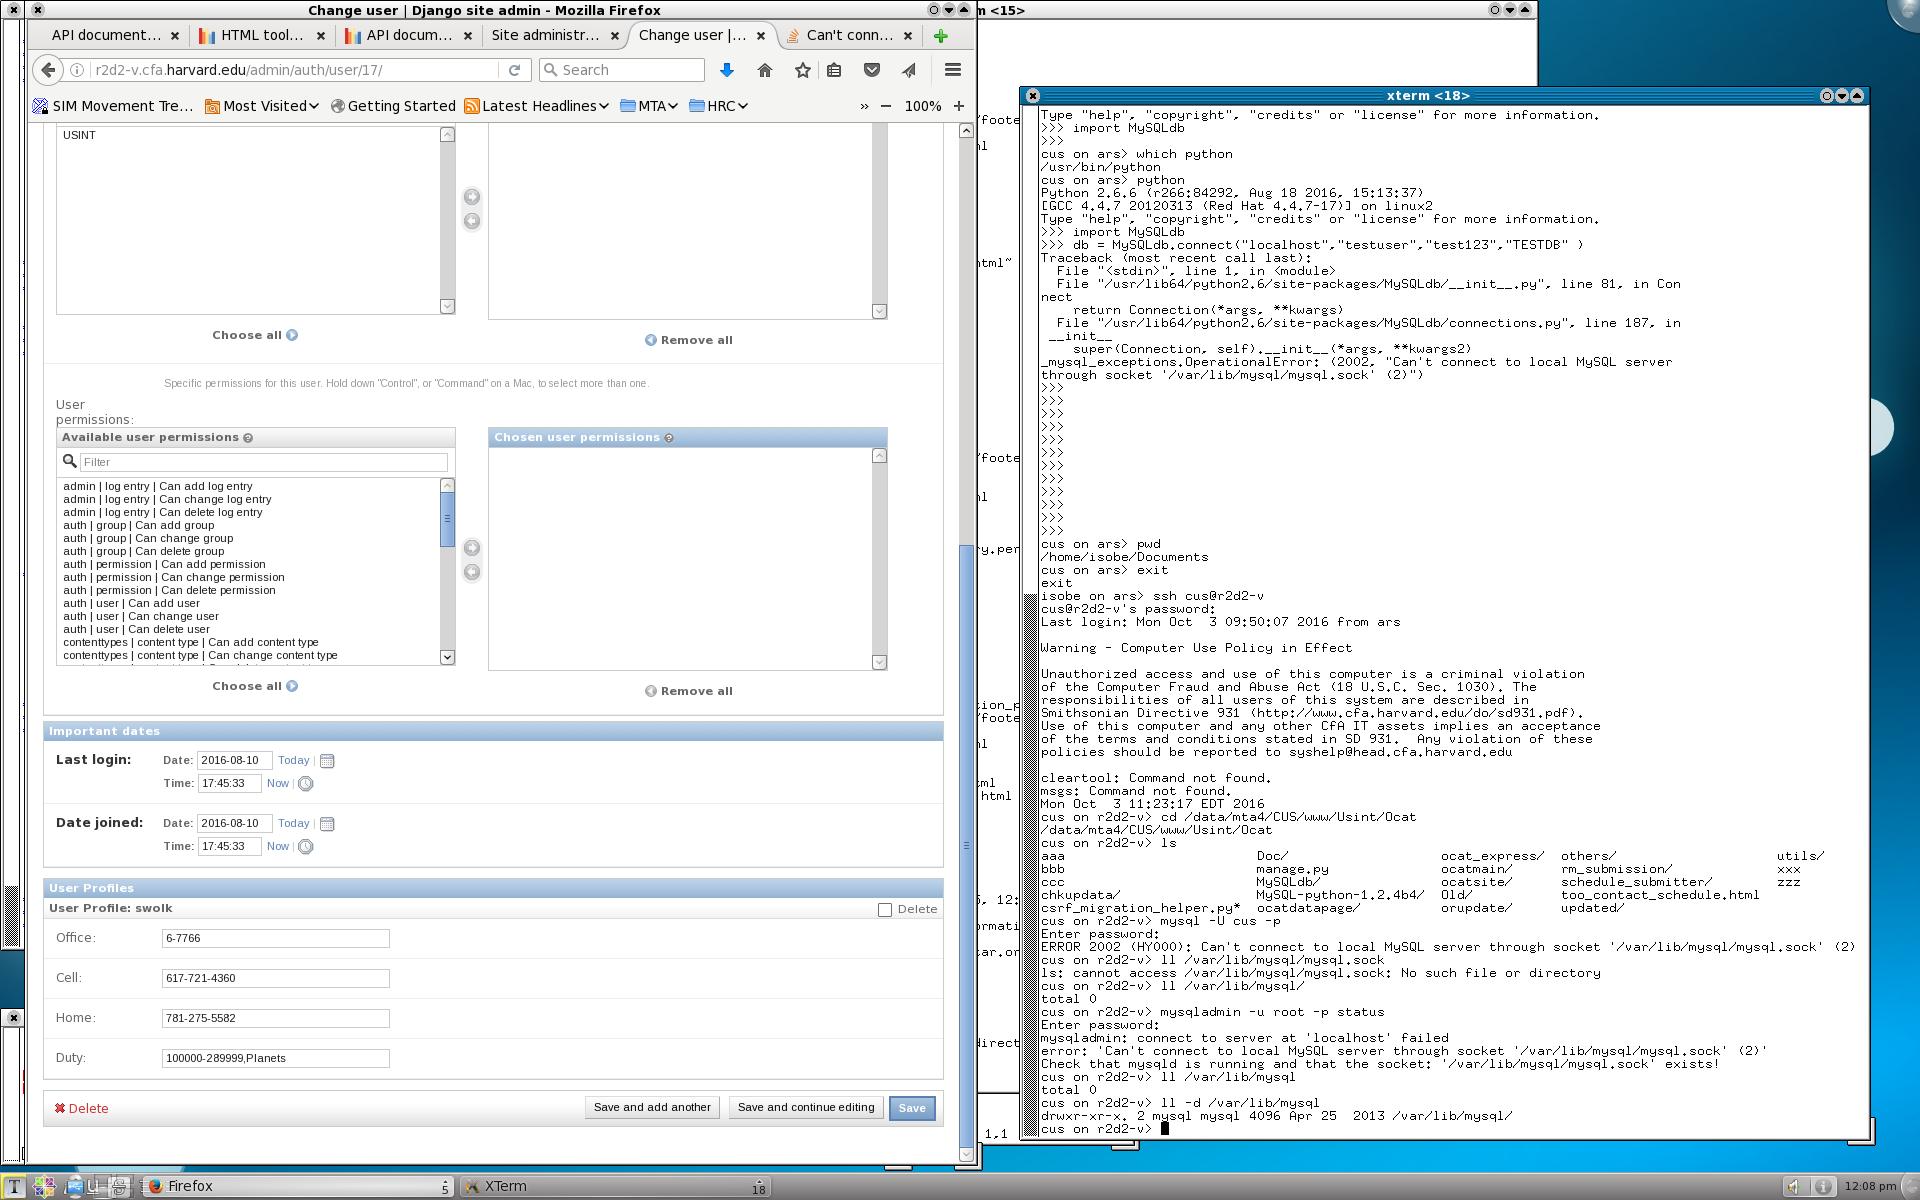 Change user | Django site admin - Mozilla Firefox
API document...
HTML tool...
API docum...
Site administr...
Change user |...
Can't conn...
r2d2-v.cfa.harvard.edu/admin/auth/user/17/
Search
SIM Movement Tre...
Most Visited
Getting Started
Latest Headlines
MTA
HRC
»
100%
USINT
Choose all
Remove all
Specific permissions for this user. Hold down "Control", or "Command" on a Mac, to select more than one.
User
permissions:
Available user permissions
Chosen user permissions
Filter
admin | log entry | Can add log entry
admin | log entry | Can change log entry
admin | log entry | Can delete log entry
auth | group | Can add group
auth | group | Can change group
auth | group | Can delete group
auth | permission | Can add permission
auth | permission | Can change permission
auth | permission | Can delete permission
auth | user | Can add user
auth | user | Can change user
auth | user | Can delete user
contenttypes | content type | Can add content type
contenttypes | content type | Can change content type
Choose all
Remove all
Important dates
Last login:
Date: 2016-08-10 Today |
Time: 17:45:33 Now |
Date joined:
Date: 2016-08-10 Today |
Time: 17:45:33 Now |
User Profiles
User Profile: swolk
Delete
Office: 6-7766
Cell: 617-721-4360
Home: 781-275-5582
Duty: 100000-289999,Planets
Delete
Save and add another
Save and continue editing
Save
m <15>
/foote
nl
html~
/foote
nl
y.per
tion_p
/foote
nl
ml
html
, 12:
rmati
ar.or
irect
1,1
xterm <18>
Type "help", "copyright", "credits" or "license" for more information.
>>> import MySQLdb
>>>
cus on ars> which python
/usr/bin/python
cus on ars> python
Python 2.6.6 (r266:84292, Aug 18 2016, 15:13:37)
[GCC 4.4.7 20120313 (Red Hat 4.4.7-17)] on linux2
Type "help", "copyright", "credits" or "license" for more information.
>>> import MySQLdb
>>> db = MySQLdb.connect("localhost","testuser","test123","TESTDB" )
Traceback (most recent call last):
File "<stdin>", line 1, in <module>
File "/usr/lib64/python2.6/site-packages/MySQLdb/__init__.py", line 81, in Con
nect
return Connection(*args, **kwargs)
File "/usr/lib64/python2.6/site-packages/MySQLdb/connections.py", line 187, in
__init__
super(Connection, self).__init__(*args, **kwargs2)
_mysql_exceptions.OperationalError: (2002, "Can't connect to local MySQL server
through socket '/var/lib/mysql/mysql.sock' (2)")
>>>
>>>
>>>
>>>
>>>
>>>
>>>
>>>
>>>
>>>
>>>
>>>
cus on ars> pwd
/home/isobe/Documents
cus on ars> exit
exit
isobe on ars> ssh cus@r2d2-v
cus@r2d2-v's password:
Last login: Mon Oct  3 09:50:07 2016 from ars
Warning - Computer Use Policy in Effect
Unauthorized access and use of this computer is a criminal violation
of the Computer Fraud and Abuse Act (18 U.S.C. Sec. 1030). The
responsibilities of all users of this system are described in
Smithsonian Directive 931 (http://www.cfa.harvard.edu/do/sd931.pdf).
Use of this computer and any other CfA IT assets implies an acceptance
of the terms and conditions stated in SD 931.  Any violation of these
policies should be reported to syshelp@head.cfa.harvard.edu
cleartool: Command not found.
msgs: Command not found.
Mon Oct  3 11:23:17 EDT 2016
cus on r2d2-v> cd /data/mta4/CUS/www/Usint/Ocat
/data/mta4/CUS/www/Usint/Ocat
cus on r2d2-v> ls
aaa Doc/ ocat_express/ others/ utils/
bbb manage.py ocatmain/ rm_submission/ xxx
ccc MySQLdb/ ocatsite/ schedule_submitter/ zzz
chkupdata/ MySQL-python-1.2.4b4/ Old/ too_contact_schedule.html
csrf_migration_helper.py* ocatdatapage/ orupdate/ updated/
cus on r2d2-v> mysql -U cus -p
Enter password:
ERROR 2002 (HY000): Can't connect to local MySQL server through socket '/var/lib/mysql/mysql.sock' (2)
cus on r2d2-v> ll /var/lib/mysql/mysql.sock
ls: cannot access /var/lib/mysql/mysql.sock: No such file or directory
cus on r2d2-v> ll /var/lib/mysql/
total 0
cus on r2d2-v> mysqladmin -u root -p status
Enter password:
mysqladmin: connect to server at 'localhost' failed
error: 'Can't connect to local MySQL server through socket '/var/lib/mysql/mysql.sock' (2)'
Check that mysqld is running and that the socket: '/var/lib/mysql/mysql.sock' exists!
cus on r2d2-v> ll /var/lib/mysql
total 0
cus on r2d2-v> ll -d /var/lib/mysql
drwxr-xr-x. 2 mysql mysql 4096 Apr 25  2013 /var/lib/mysql/
cus on r2d2-v>
Firefox 5
XTerm 18
12:08 pm